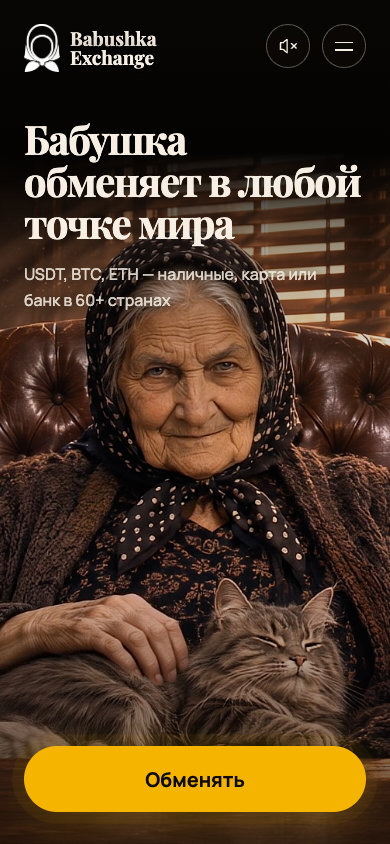 Babushka
Exchange
Бабушка
обменяет в любой
точке мира
USDT, BTC, ETH — наличные, карта или
банк в 60+ странах
Обменять